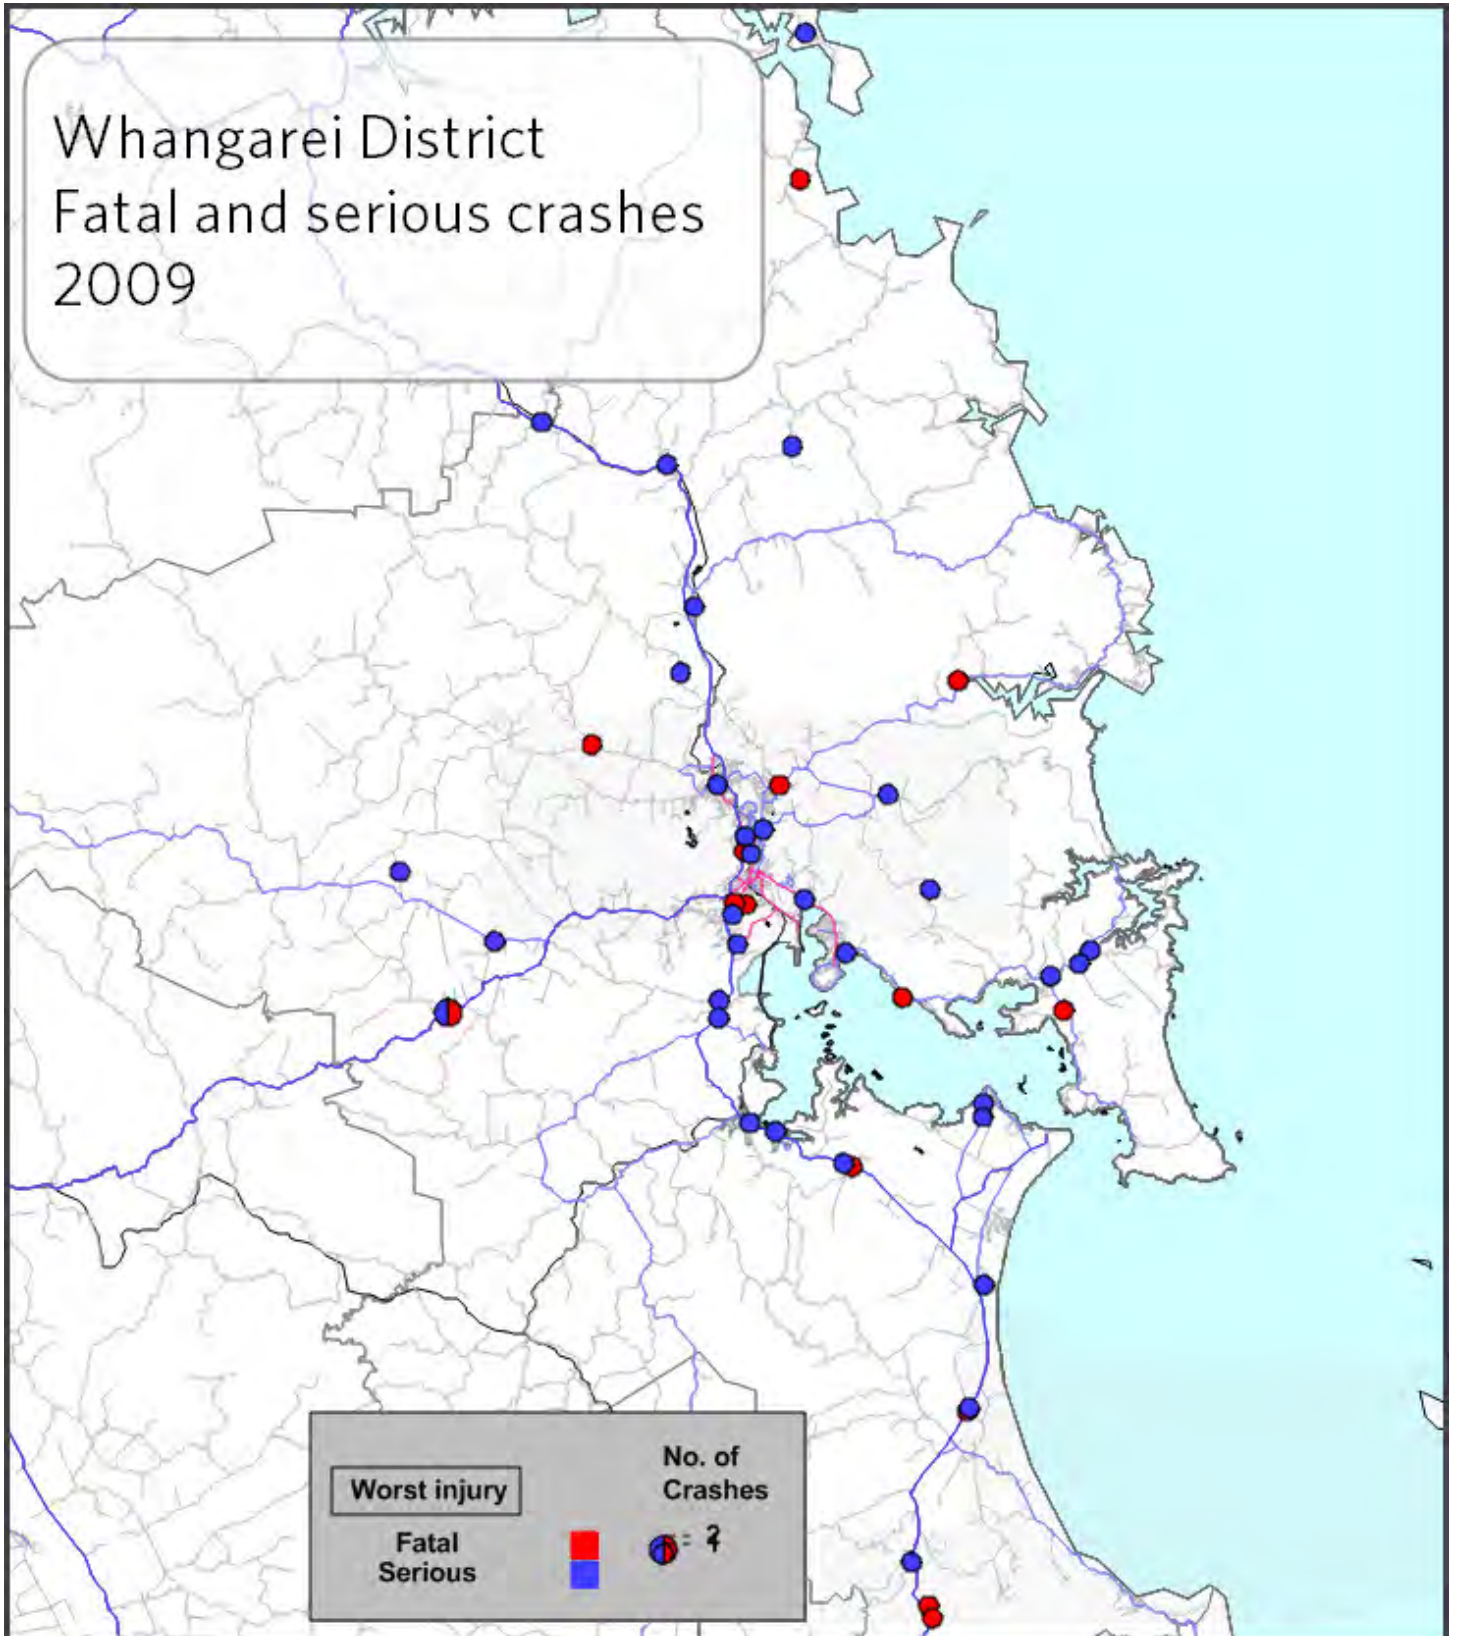 Whangarei District
Fatal and serious crashes
2009
No. of
Crashes
Worst injury
Fatal
Serious